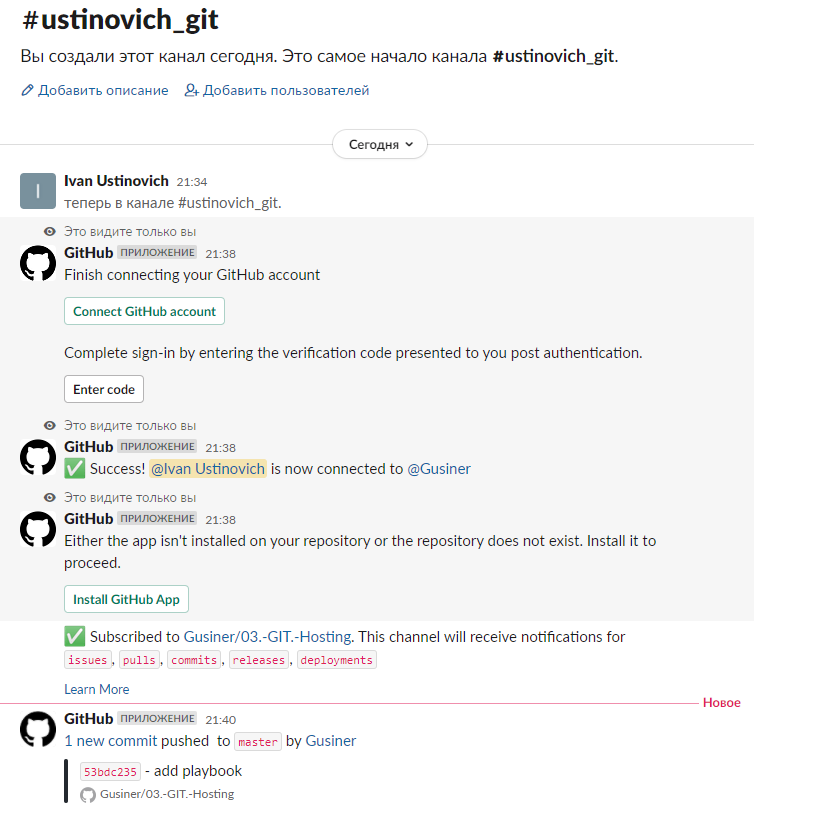 #ustinovich_git
Вы создали этот канал сегодня. Это самое начало канала #ustinovich_git.
Добавить описание Добавить пользователей
Сегодня
I
Ivan Ustinovich 21:34
теперь в канале #ustinovich_git.
Это видите только вы
GitHub ПРИЛОЖЕНИЕ 21:38
Finish connecting your GitHub account
Connect GitHub account
Complete sign-in by entering the verification code presented to you post authentication.
Enter code
Это видите только вы
GitHub ПРИЛОЖЕНИЕ 21:38
Success! @Ivan Ustinovich is now connected to @Gusiner
Это видите только вы
GitHub ПРИЛОЖЕНИЕ 21:38
Either the app isn't installed on your repository or the repository does not exist. Install it to
proceed.
Install GitHub App
Subscribed to Gusiner/03.-GIT.-Hosting. This channel will receive notifications for
issues, pulls, commits, releases, deployments
Learn More
Новое
GitHub ПРИЛОЖЕНИЕ 21:40
1 new commit pushed to master by Gusiner
53bdc235 - add playbook
Gusiner/03.-GIT.-Hosting